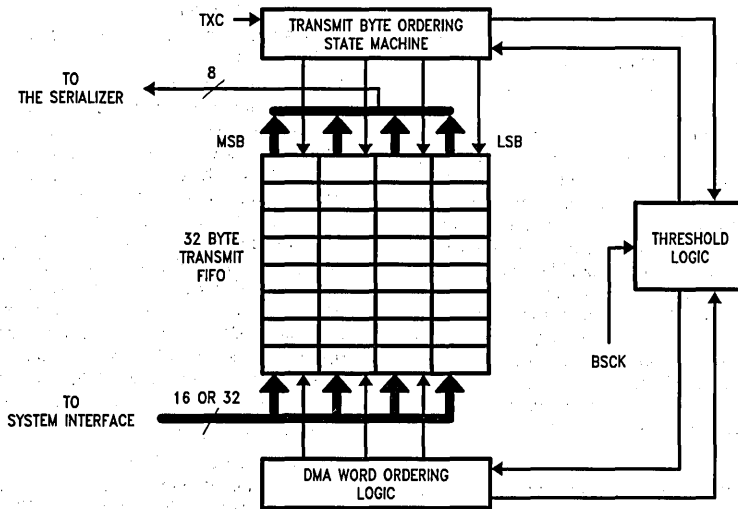 TXC
TRANSMIT BYTE ORDERING
STATE MACHINE
8
TO
THE SERIALIZER
MSB
LSB
32 BYTE
TRANSMIT
FIFO
THRESHOLD
LOGIC
BSCK
16 OR 32
TO
SYSTEM INTERFACE
DMA WORD ORDERING
LOGIC